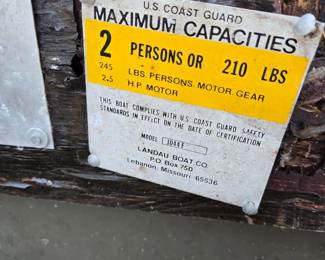 U.S. COAST GUARD
MAXIMUM CAPACITIES
2 PERSONS OR 210 LBS
245 LBS. PERSONS. MOTOR. GEAR
2.5 H.P. MOTOR
THIS BOAT COMPLIES WITH U.S COAST GUARD SAFETY
STANDARDS IN EFFECT ON THE DATE OF CERTIFICATION
MODEL:
LANDAU BOAT CO.
P.O. Box 750
Lebanon, Missouri 65536